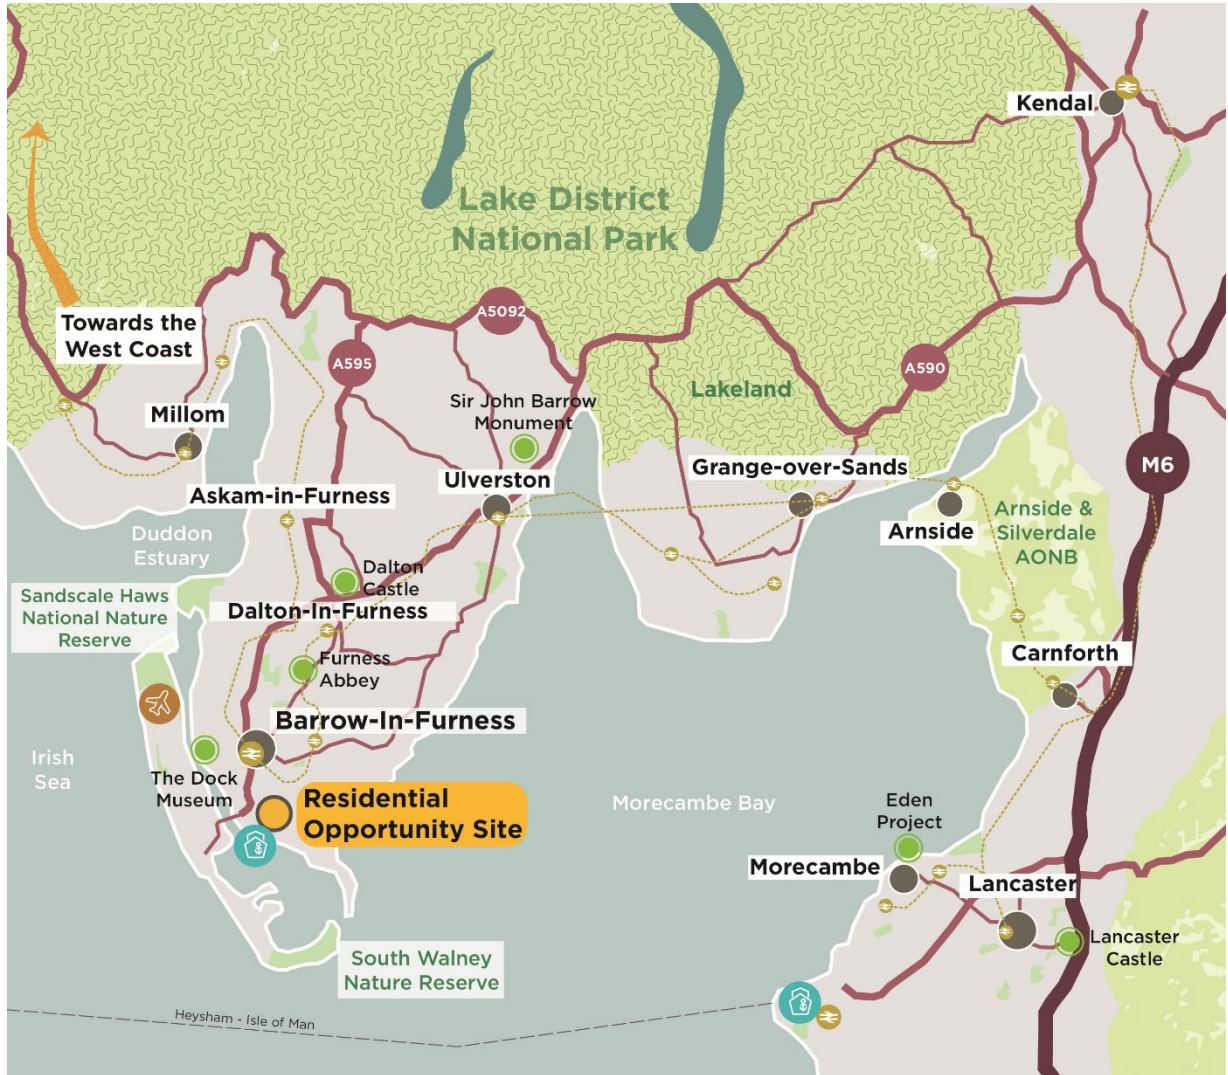 Kendal
Lake District
National Park
Towards the
West Coast
A5092
A595
A590
Lakeland
Sir John Barrow
Monument
Millom
M6
Grange-over-Sands
Ulverston
Askam-in-Furness
Arnside
Arnside &
Silverdale
AONB
Duddon
Estuary
Dalton
Castle
Sandscale Haws
National Nature
Reserve
Dalton-In-Furness
Furness
Abbey
Carnforth
Barrow-In-Furness
Irish
Sea
The Dock
Museum
Residential
Opportunity Site
Morecambe Bay
Eden
Project
Morecambe
Lancaster
Lancaster
Castle
South Walney
Nature Reserve
Heysham - Isle of Man